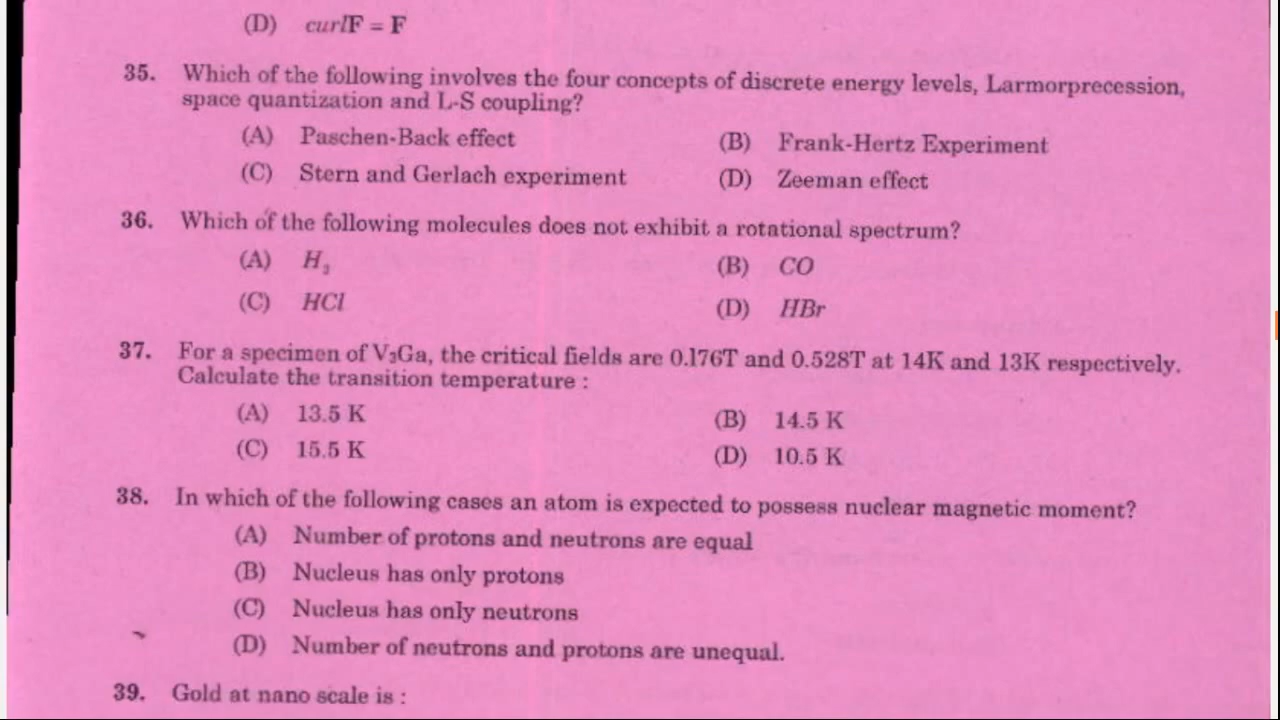 (D) curlF = F
35. Which of the following involves the four concepts of discrete energy levels, Larmorprecession,
space quantization and L-S coupling?
(A) Paschen-Back effect (B) Frank-Hertz Experiment
(C) Stern and Gerlach experiment (D) Zeeman effect
36. Which of the following molecules does not exhibit a rotational spectrum?
(A) H₂ (B) CO
(C) HCl (D) HBr
37. For a specimen of V₃Ga, the critical fields are 0.176T and 0.528T at 14K and 13K respectively.
Calculate the transition temperature :
(A) 13.5 K (B) 14.5 K
(C) 15.5 K (D) 10.5 K
38. In which of the following cases an atom is expected to possess nuclear magnetic moment?
(A) Number of protons and neutrons are equal
(B) Nucleus has only protons
(C) Nucleus has only neutrons
(D) Number of neutrons and protons are unequal.
39. Gold at nano scale is :